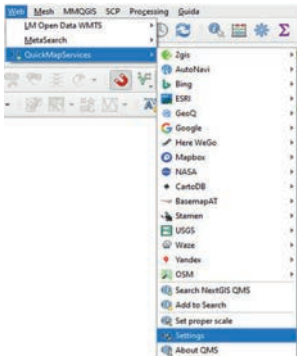 Web Mesh MMQGIS SCP Processing Guida
LM Open Data WMTS
MetaSearch
QuickMapServices
2gis
AutoNavi
Bing
ESRI
GeoQ
Google
Here WeGo
Mapbox
NASA
CartoDB
BasemapAT
Stamen
USGS
Waze
Yandex
OSM
Search NextGIS QMS
Add to Search
Set proper scale
Settings
About QMS